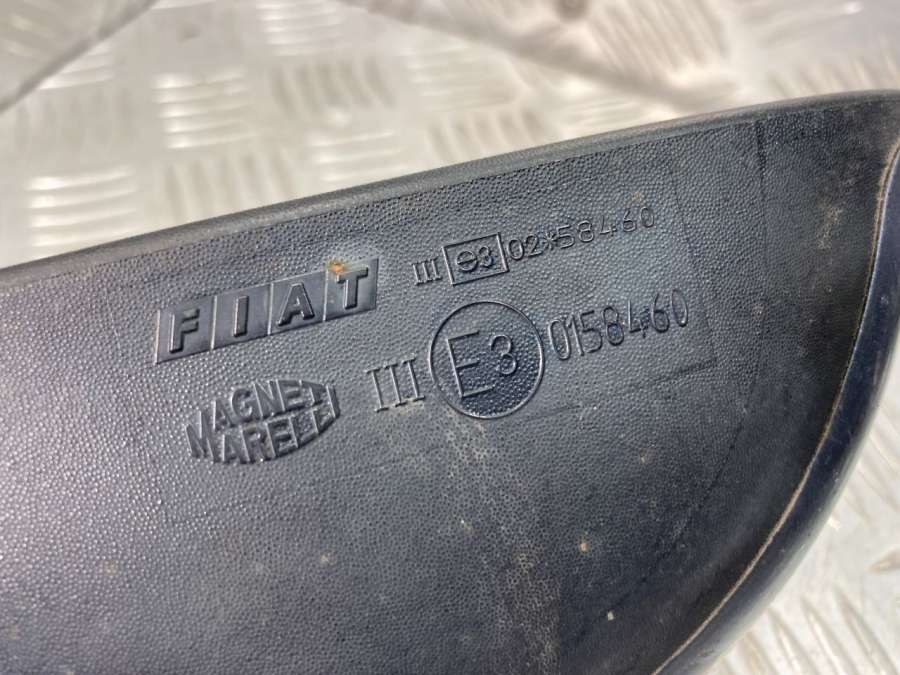 FIAT
III e3 02*58460
MAGNETI
MARELLI
III E3 0158460